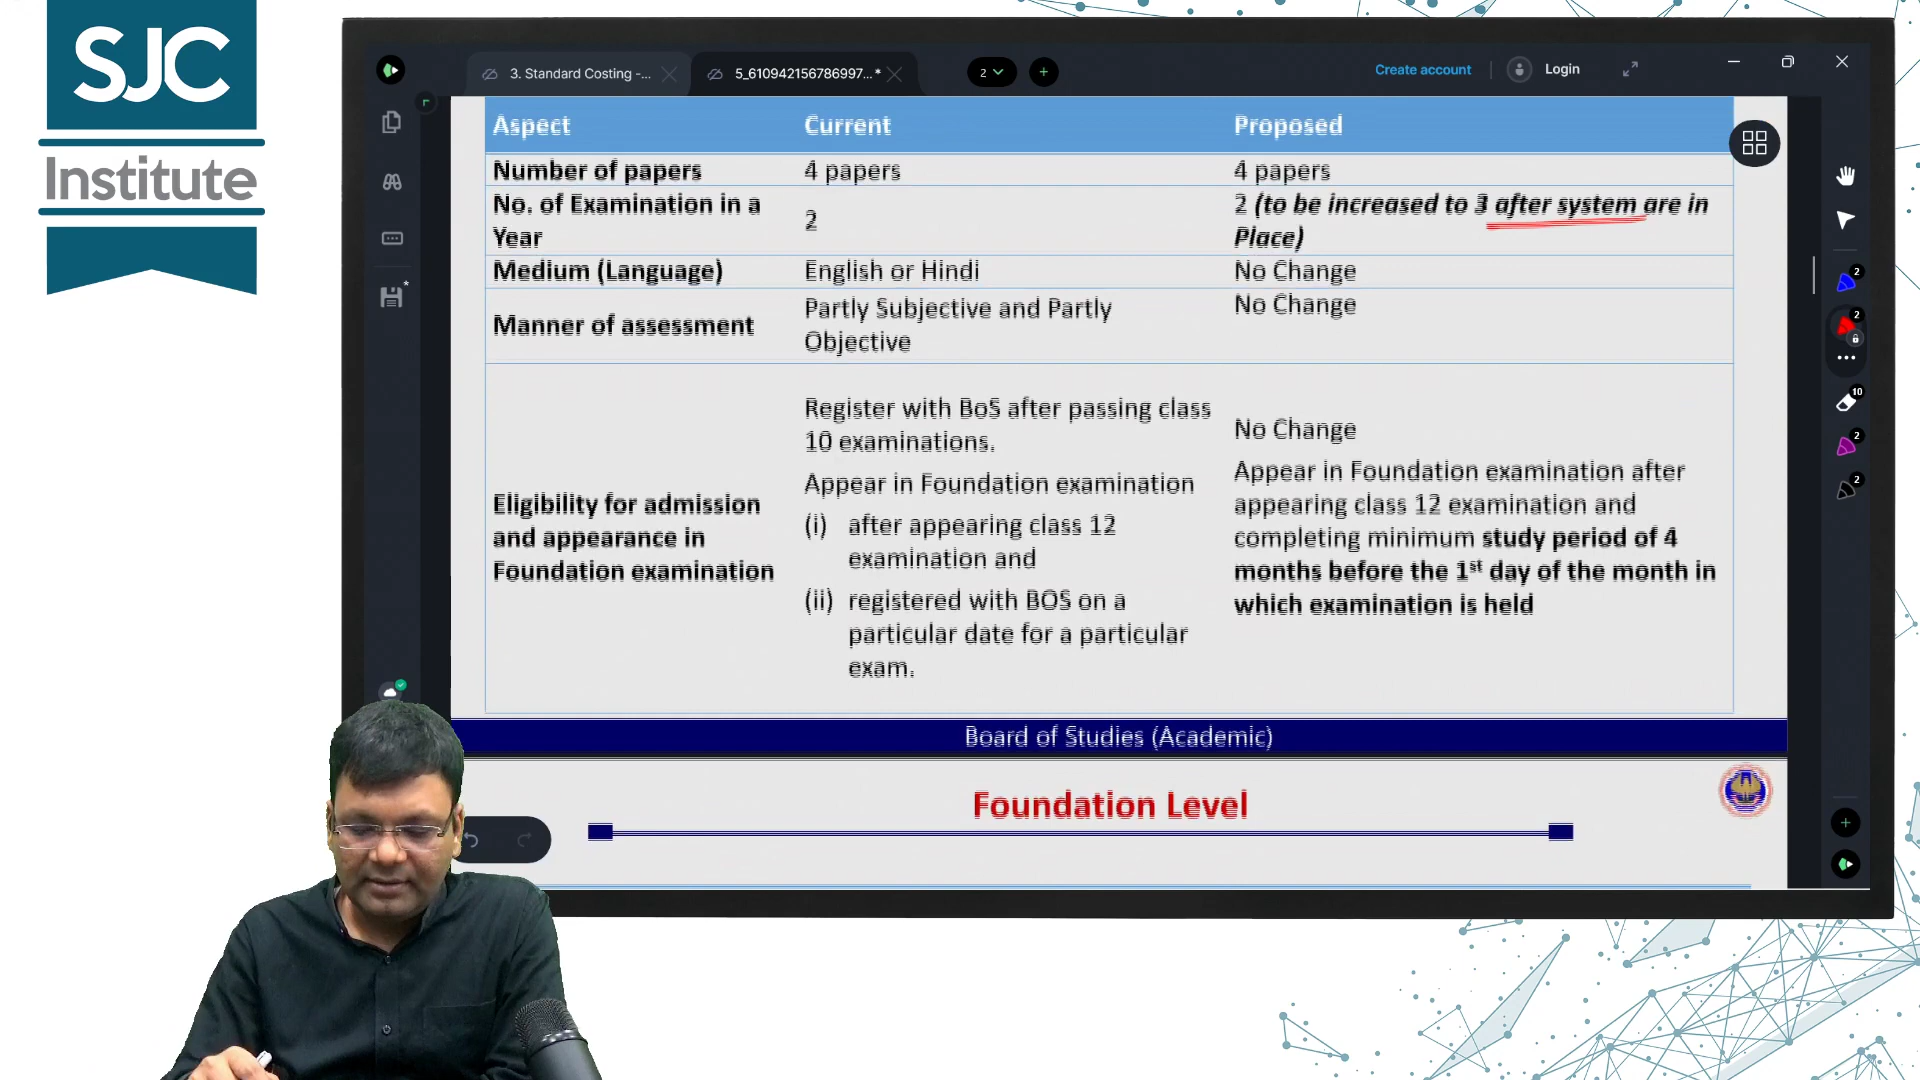 SJC
Institute
3. Standard Costing -...
5_610942156786997... *
2
Create account
Login
Aspect
Current
Proposed
Number of papers
4 papers
4 papers
No. of Examination in a
Year
2
2 (to be increased to 3 after system are in
Place)
Medium (Language)
English or Hindi
No Change
Manner of assessment
Partly Subjective and Partly
Objective
No Change
Eligibility for admission
and appearance in
Foundation examination
Register with BoS after passing class
10 examinations.
Appear in Foundation examination
(i) after appearing class 12
examination and
(ii) registered with BOS on a
particular date for a particular
exam.
No Change
Appear in Foundation examination after
appearing class 12 examination and
completing minimum study period of 4
months before the 1st day of the month in
which examination is held
2
2
10
2
2
Board of Studies (Academic)
Foundation Level